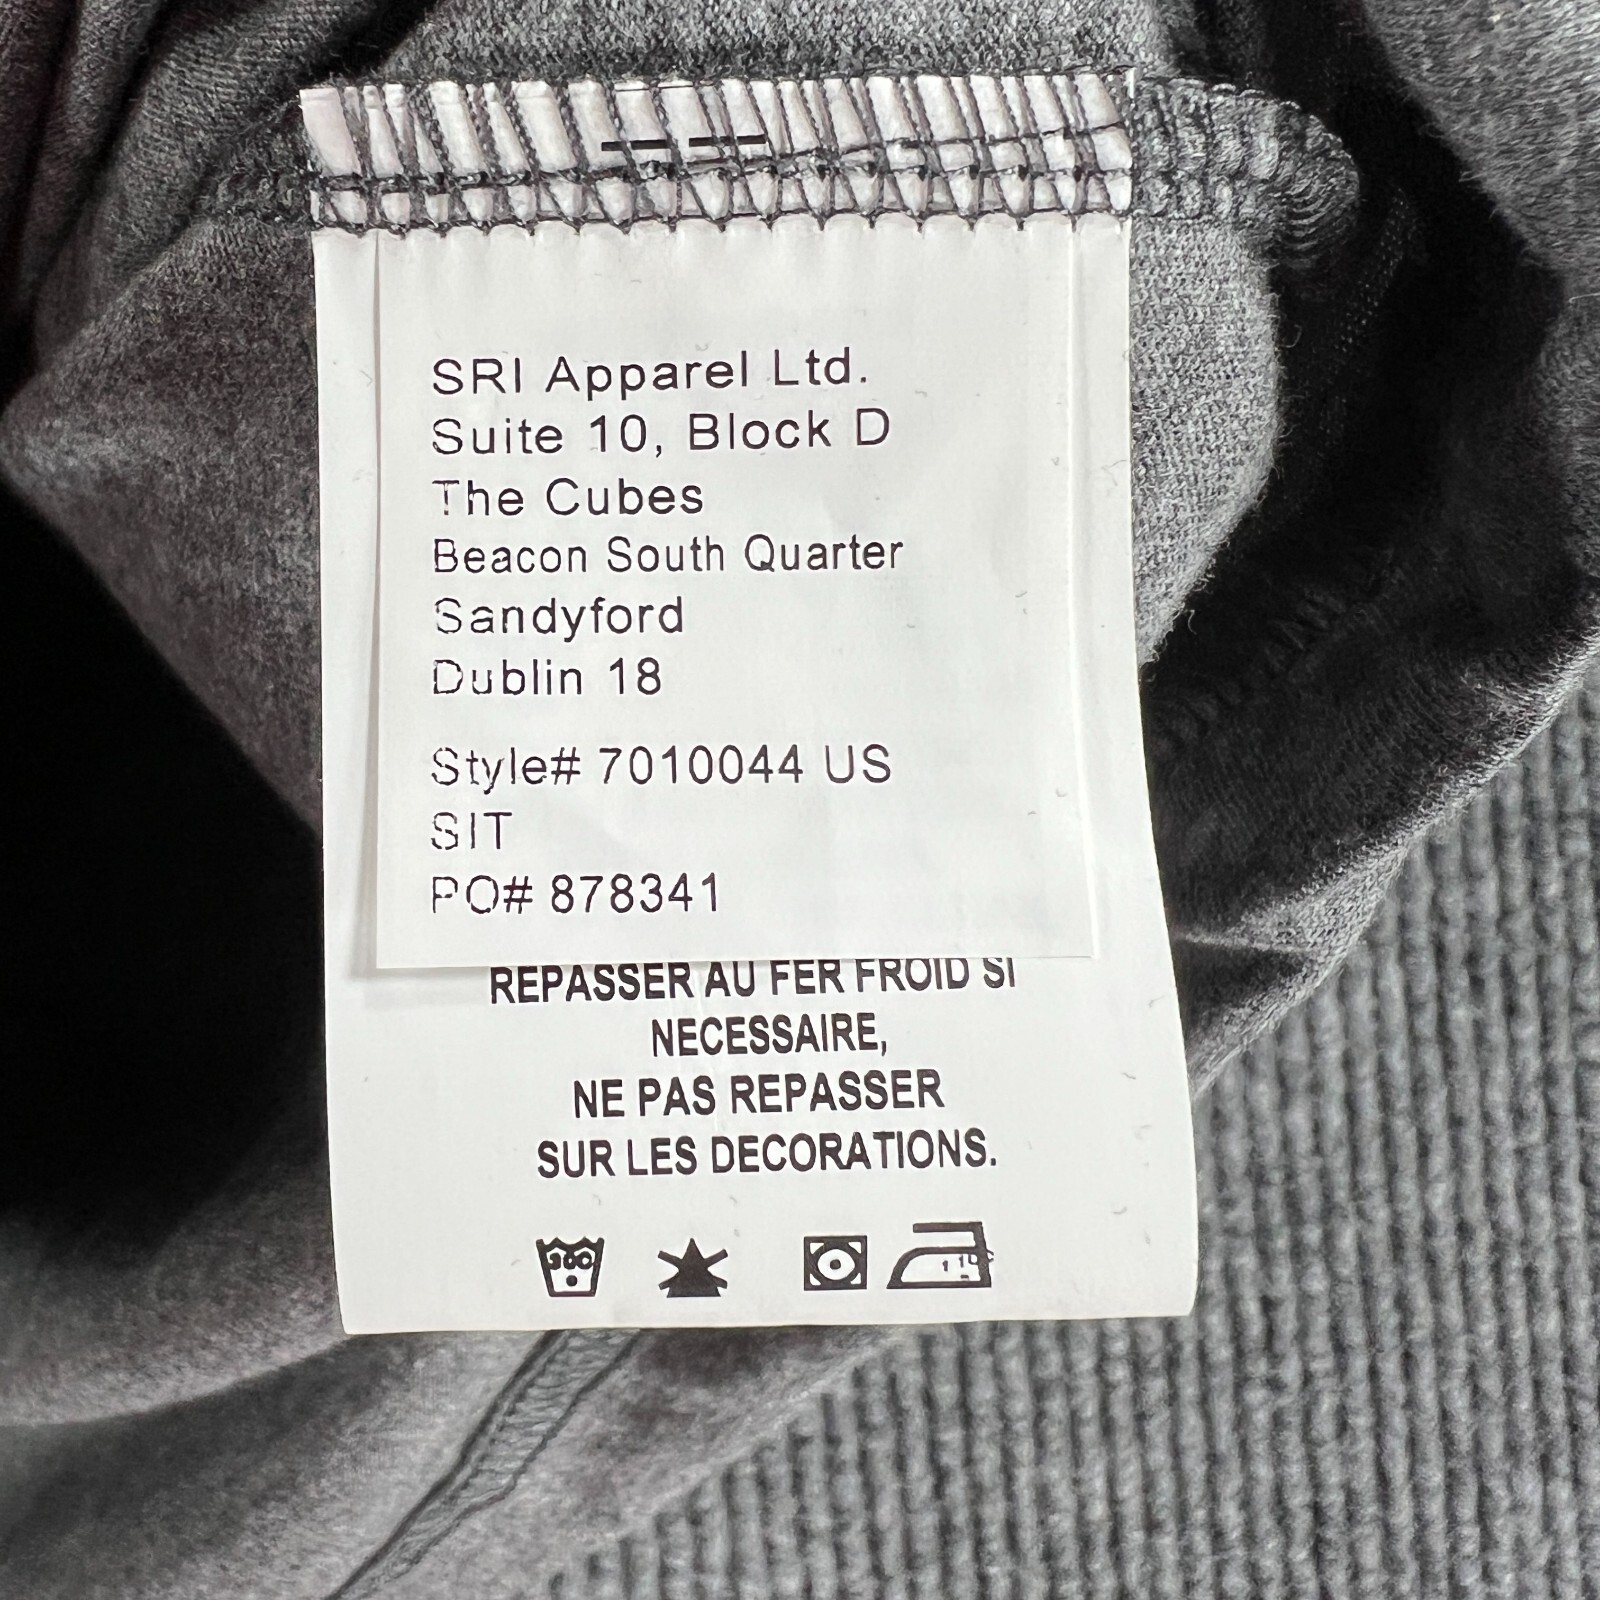 SRI Apparel Ltd.
Suite 10, Block D
The Cubes
Beacon South Quarter
Sandyford
Dublin 18
Style# 7010044 US
SIT
PO# 878341
REPASSER AU FER FROID SI
NECESSAIRE,
NE PAS REPASSER
SUR LES DECORATIONS.